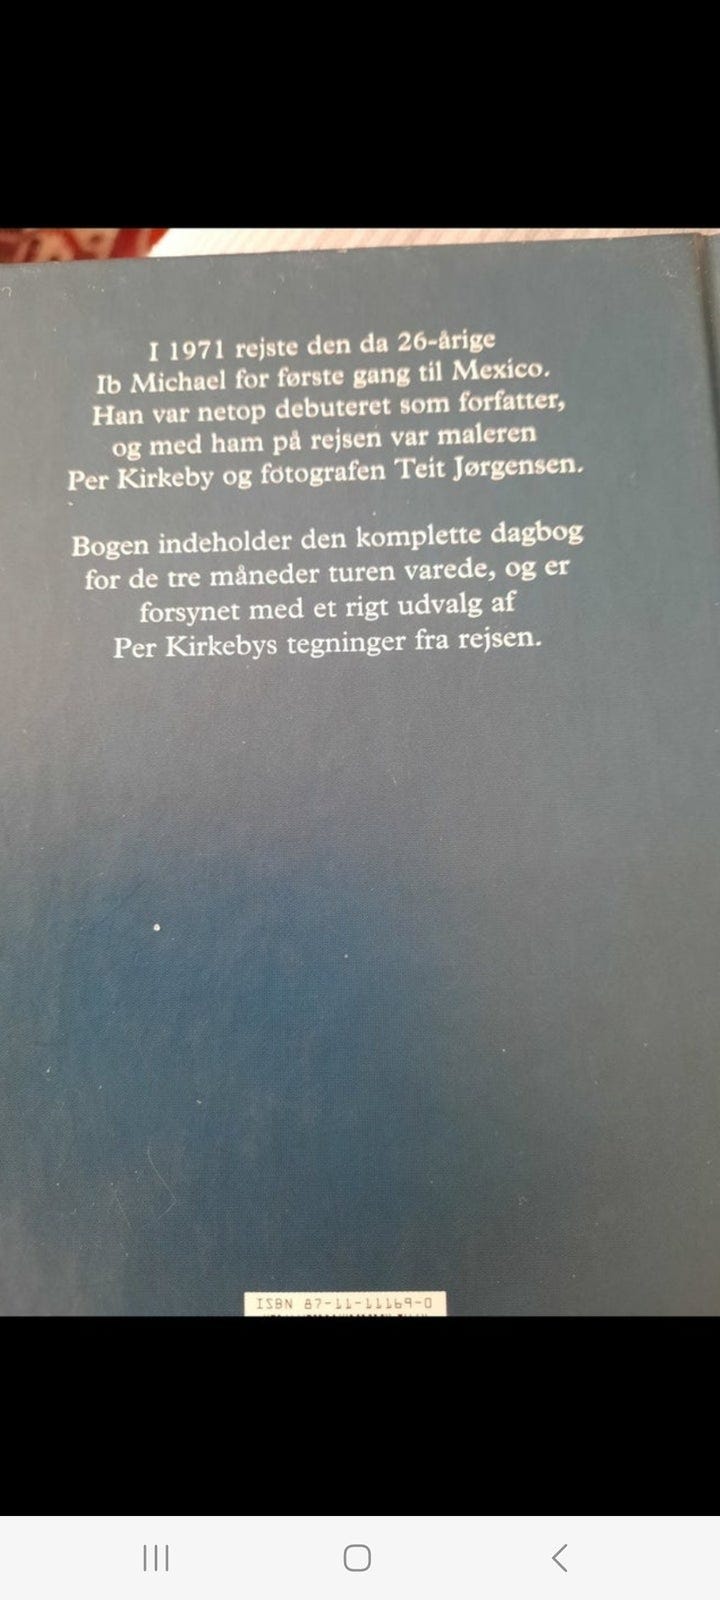 I 1971 rejste den da 26-årige
Ib Michael for første gang til Mexico.
Han var netop debuteret som forfatter,
og med ham på rejsen var maleren
Per Kirkeby og fotografen Teit Jørgensen.
Bogen indeholder den komplette dagbog
for de tre måneder turen varede, og er
forsynet med et rigt udvalg af
Per Kirkebys tegninger fra rejsen.
ISBN 87-11-11169-0